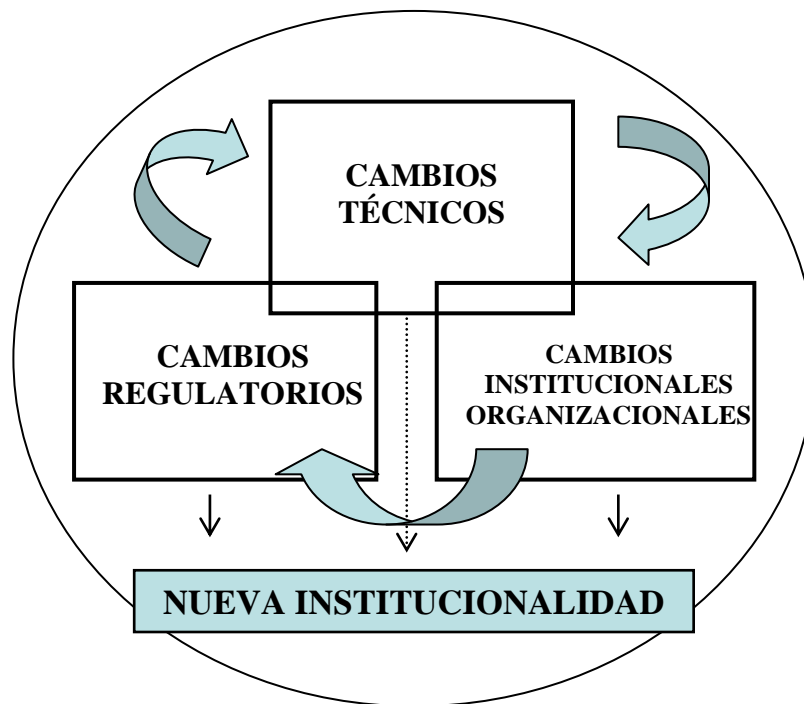 CAMBIOS
TÉCNICOS
CAMBIOS
REGULATORIOS
CAMBIOS
INSTITUCIONALES
ORGANIZACIONALES
NUEVA INSTITUCIONALIDAD